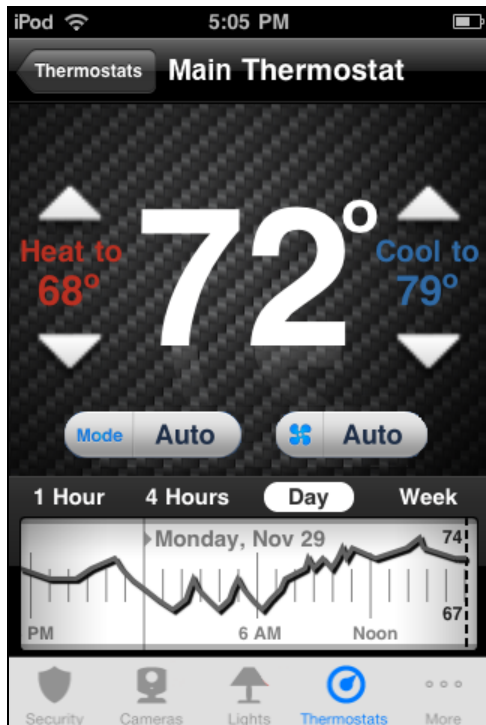 iPod 5:05 PM
Thermostats Main Thermostat
72°
Heat to
68°
Cool to
79°
Mode Auto Auto
1 Hour 4 Hours Day Week
Monday, Nov 29 74
67
PM 6 AM Noon
Security Cameras Lights Thermostats More